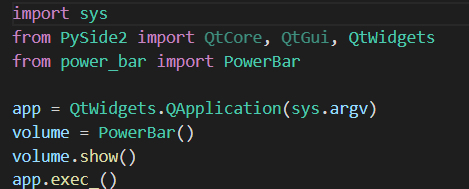 import sys
from PySide2 import QtCore, QtGui, QtWidgets
from power_bar import PowerBar

app = QtWidgets.QApplication(sys.argv)
volume = PowerBar()
volume.show()
app.exec_()